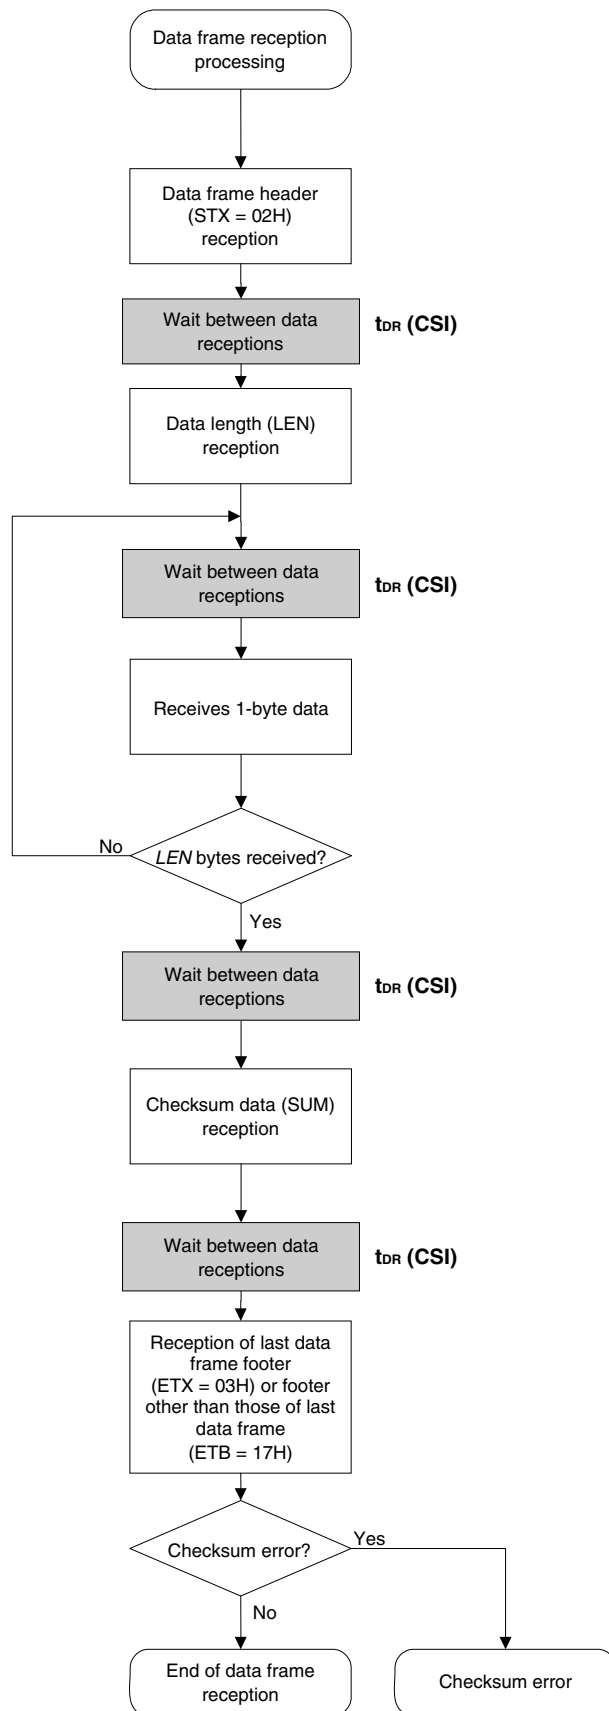 Data frame reception
processing
Data frame header
(STX = 02H)
reception
Wait between data
receptions
tDR (CSI)
Data length (LEN)
reception
Wait between data
receptions
tDR (CSI)
Receives 1-byte data
No
LEN bytes received?
Yes
Wait between data
receptions
tDR (CSI)
Checksum data (SUM)
reception
Wait between data
receptions
tDR (CSI)
Reception of last data
frame footer
(ETX = 03H) or footer
other than those of last
data frame
(ETB = 17H)
Checksum error?
Yes
No
End of data frame
reception
Checksum error